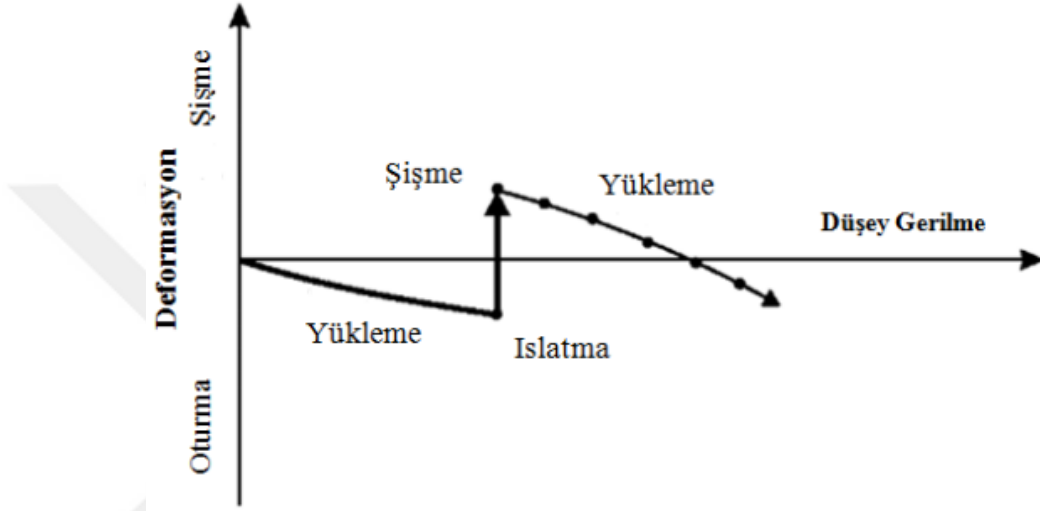 Şişme
Deformasyon
Oturma
Şişme
Yükleme
Düşey Gerilme
Yükleme
Islatma